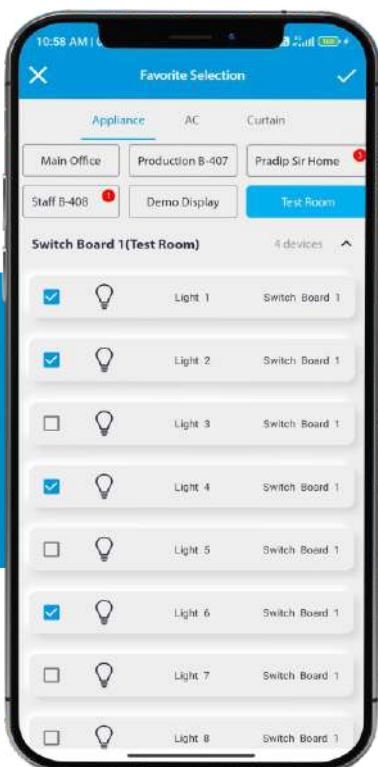 10:58 AM
Favorite Selection
Appliance AC Curtain
Main Office Production B-407 Pradip Sir Home
Staff B-408 1 Demo Display Test Room
Switch Board 1(Test Room) 4 devices
Light 1 Switch Board 1
Light 2 Switch Board 1
Light 3 Switch Board 1
Light 4 Switch Board 1
Light 5 Switch Board 1
Light 6 Switch Board 1
Light 7 Switch Board 1
Light 8 Switch Board 1